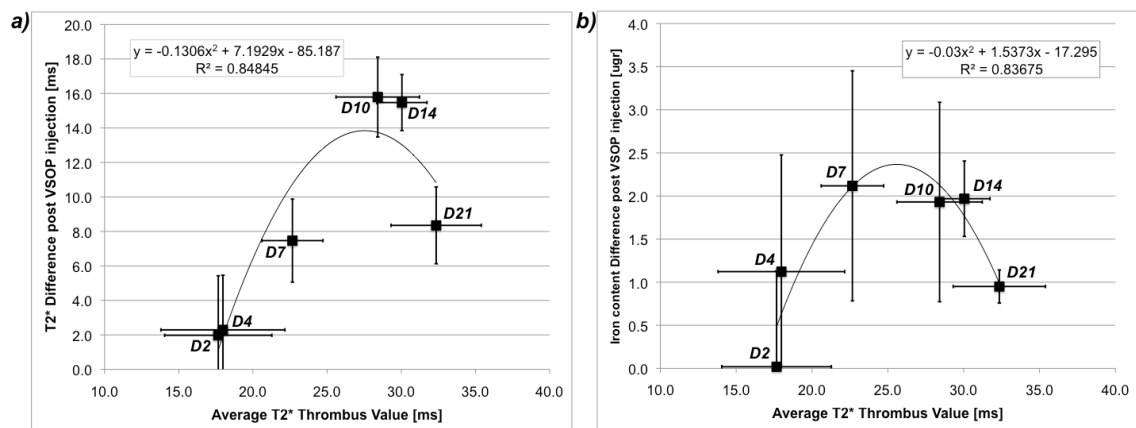 a)
T2* Difference post VSOP injection [ms]
20.0
18.0
16.0
14.0
12.0
10.0
8.0
6.0
4.0
2.0
0.0
y = -0.1306x² + 7.1929x - 85.187
R² = 0.84845
D10
D14
D7
D21
D4
D2
10.0 15.0 20.0 25.0 30.0 35.0 40.0
Average T2* Thrombus Value [ms]
b)
Iron content Difference post VSOP injection [ugr]
4.0
3.5
3.0
2.5
2.0
1.5
1.0
0.5
0.0
y = -0.03x² + 1.5373x - 17.295
R² = 0.83675
D7
D10
D14
D4
D21
D2
10.0 15.0 20.0 25.0 30.0 35.0 40.0
Average T2* Thrombus Value [ms]